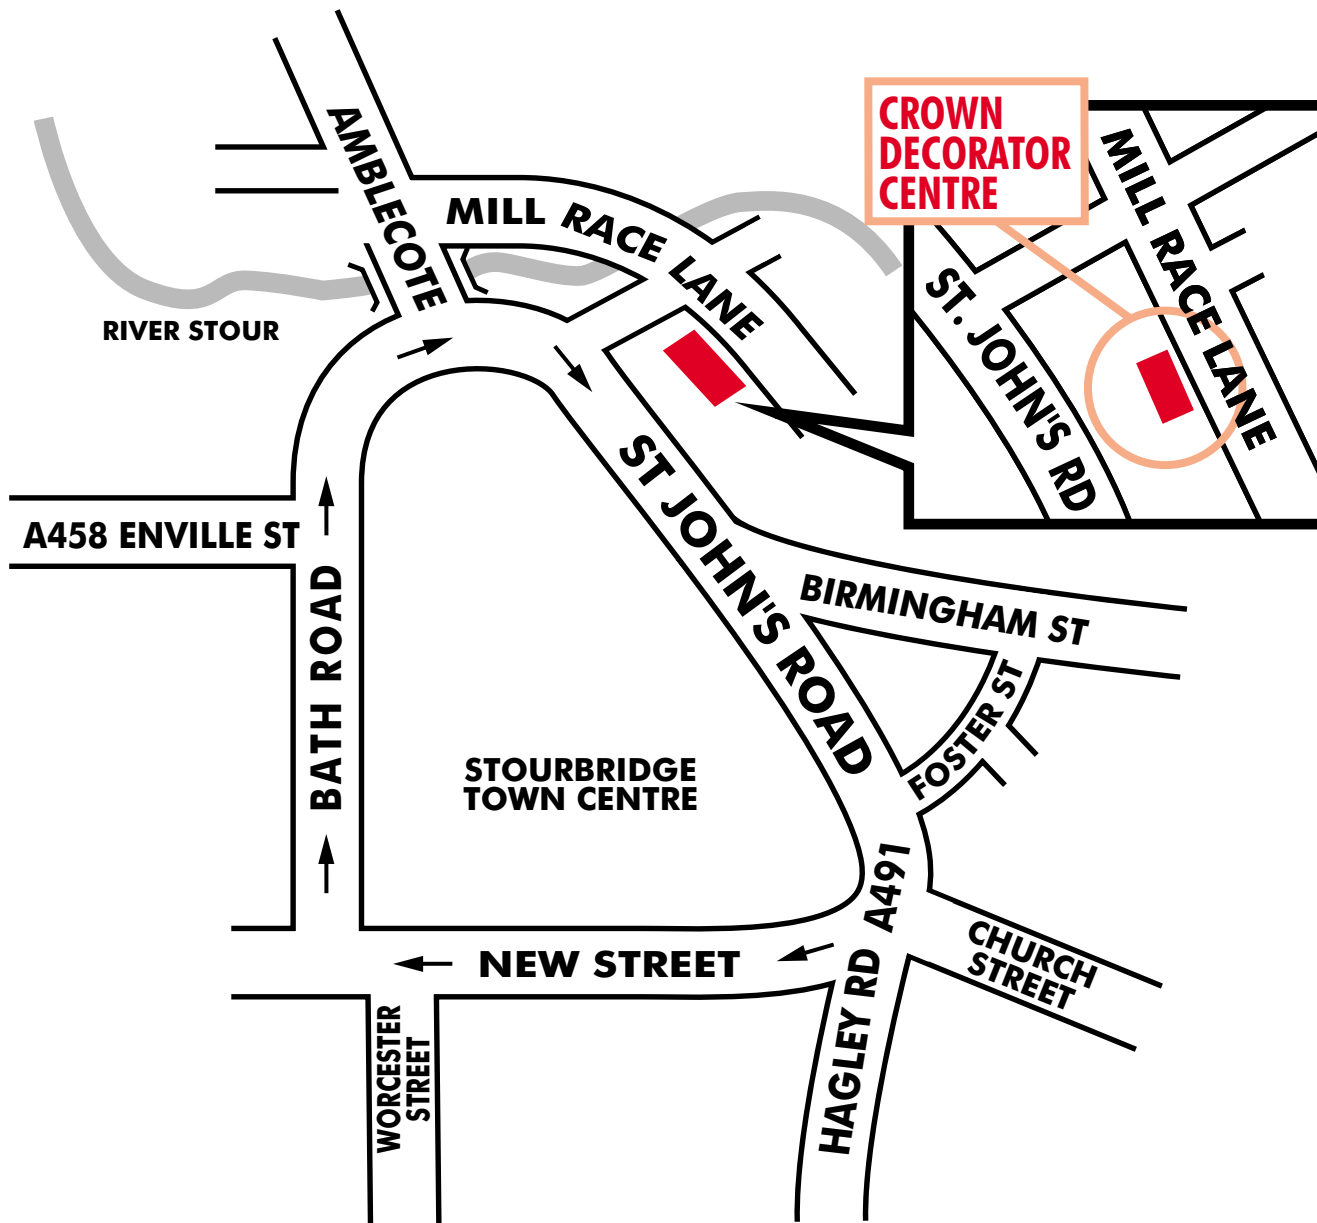 AMBLECOTE
MILL RACE LANE
CROWN
DECORATOR
CENTRE
MILL RACE LANE
ST. JOHN'S RD
RIVER STOUR
A458 ENVILLE ST
BATH ROAD
ST JOHN'S ROAD
BIRMINGHAM ST
FOSTER ST
STOURBRIDGE
TOWN CENTRE
NEW STREET
HAGLEY RD A491
CHURCH
STREET
WORCESTER
STREET